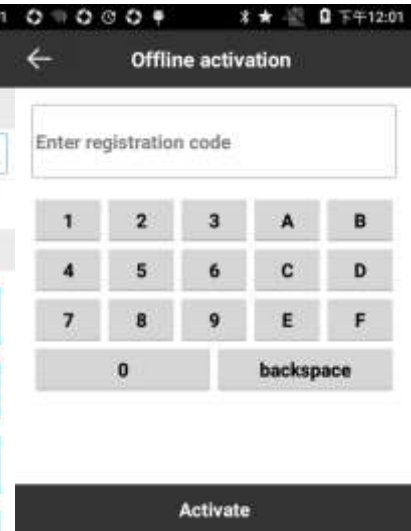 下午12:01
Offline activation
Enter registration code
1 2 3 A B
4 5 6 C D
7 8 9 E F
0 backspace
Activate